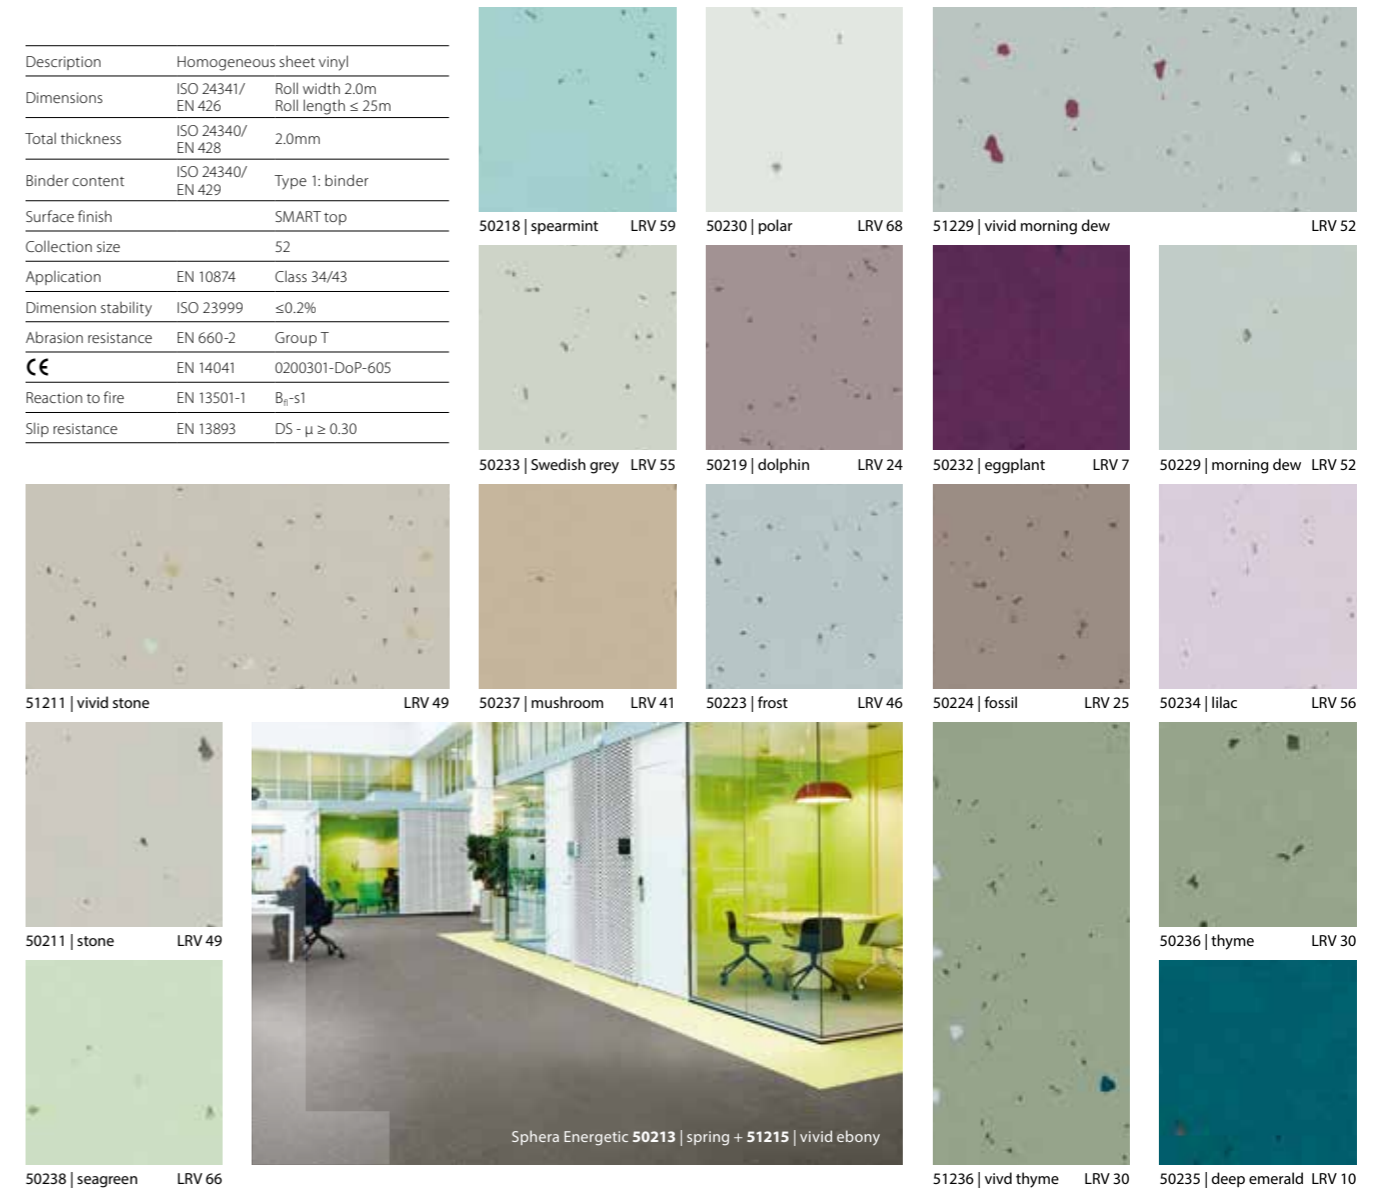 Description Homogeneous sheet vinyl
Dimensions ISO 24341/ EN 426 Roll width 2.0m
Roll length ≤ 25m
Total thickness ISO 24340/ EN 428 2.0mm
Binder content ISO 24340/ EN 429 Type 1: binder
Surface finish SMART top
Collection size 52
Application EN 10874 Class 34/43
Dimension stability ISO 23999 ≤0.2%
Abrasion resistance EN 660-2 Group T
CE EN 14041 0200301-DoP-605
Reaction to fire EN 13501-1 Bfl-s1
Slip resistance EN 13893 DS - µ ≥ 0.30
50218 | spearmint LRV 59
50230 | polar LRV 68
51229 | vivid morning dew LRV 52
50233 | Swedish grey LRV 55
50219 | dolphin LRV 24
50232 | eggplant LRV 7
50229 | morning dew LRV 52
51211 | vivid stone LRV 49
50237 | mushroom LRV 41
50223 | frost LRV 46
50224 | fossil LRV 25
50234 | lilac LRV 56
50211 | stone LRV 49
50236 | thyme LRV 30
Sphera Energetic 50213 | spring + 51215 | vivid ebony
50238 | seagreen LRV 66
51236 | vivd thyme LRV 30
50235 | deep emerald LRV 10